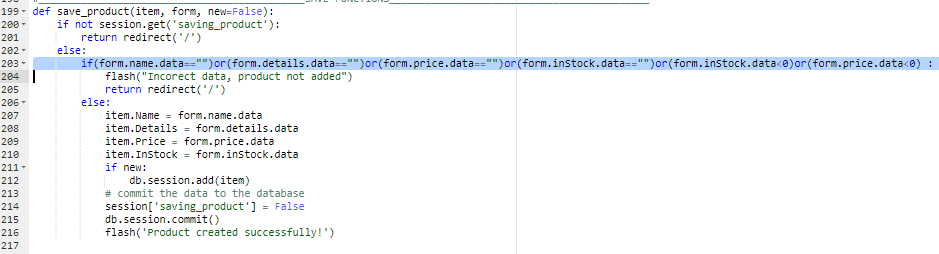 SAVE FUNCTIONS
199 def save_product(item, form, new=False):
200 if not session.get('saving_product'):
201 return redirect('/')
202 else:
203 if(form.name.data=="")or(form.details.data=="")or(form.price.data=="")or(form.inStock.data=="")or(form.inStock.data<0)or(form.price.data<0) :
204 flash("Incorect data, product not added")
205 return redirect('/')
206 else:
207 item.Name = form.name.data
208 item.Details = form.details.data
209 item.Price = form.price.data
210 item.InStock = form.inStock.data
211 if new:
212 db.session.add(item)
213 # commit the data to the database
214 session['saving_product'] = False
215 db.session.commit()
216 flash('Product created successfully!')
217